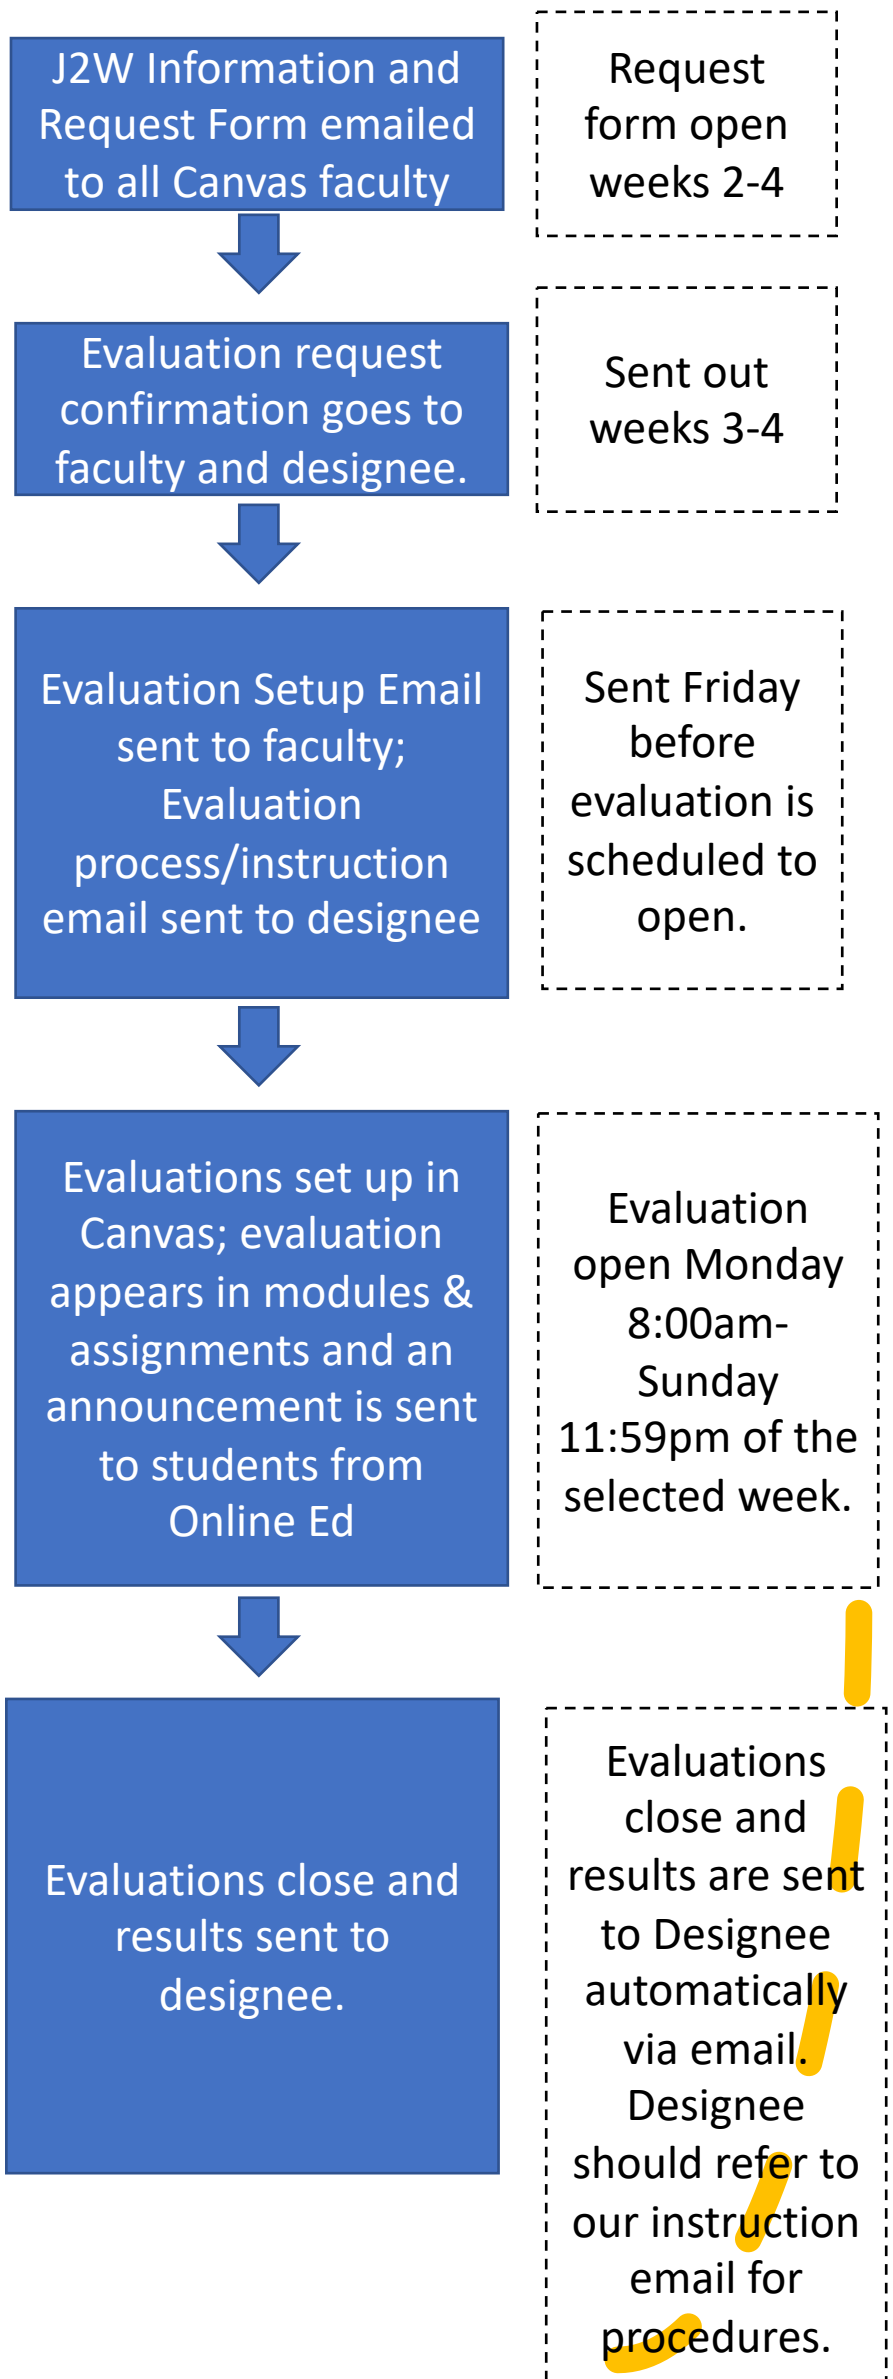 J2W Information and
Request Form emailed
to all Canvas faculty
Request
form open
weeks 2-4
Evaluation request
confirmation goes to
faculty and designee.
Sent out
weeks 3-4
Evaluation Setup Email
sent to faculty;
Evaluation
process/instruction
email sent to designee
Sent Friday
before
evaluation is
scheduled to
open.
Evaluations set up in
Canvas; evaluation
appears in modules &
assignments and an
announcement is sent
to students from
Online Ed
Evaluation
open Monday
8:00am-
Sunday
11:59pm of the
selected week.
Evaluations close and
results sent to
designee.
Evaluations
close and
results are sent
to Designee
automatically
via email.
Designee
should refer to
our instruction
email for
procedures.